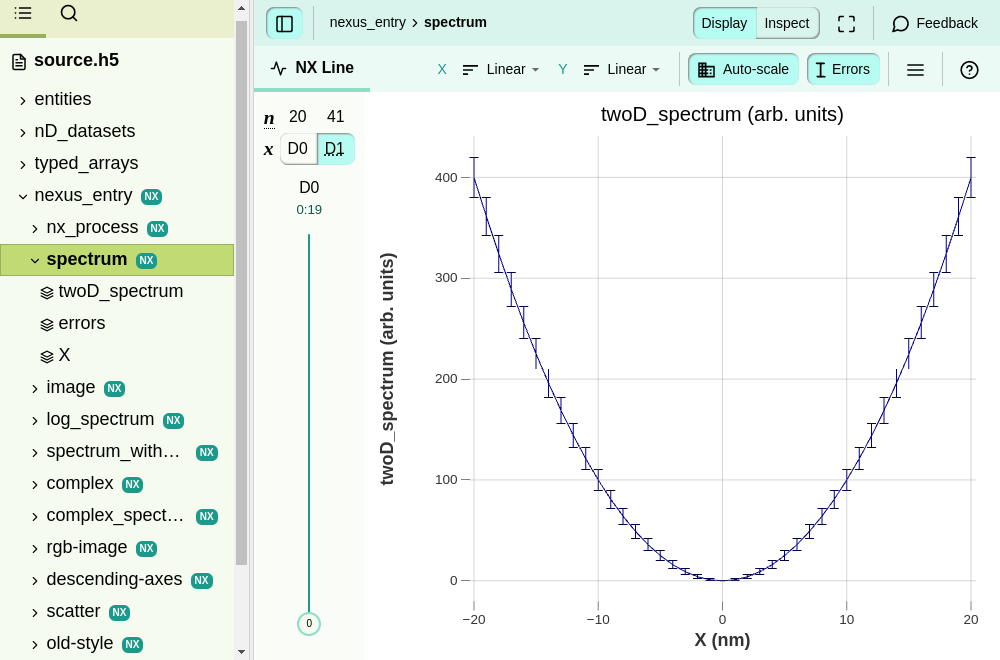 source.h5
entities
nD_datasets
typed_arrays
nexus_entry NX
nx_process NX
spectrum NX
twoD_spectrum
errors
X
image NX
log_spectrum NX
spectrum_with… NX
complex NX
complex_spect… NX
rgb-image NX
descending-axes NX
scatter NX
old-style NX
nexus_entry › spectrum
Display Inspect
Feedback
NX Line
X Linear
Y Linear
Auto-scale
Errors
n 20 41
x D0 D1
D0
0:19
0
twoD_spectrum (arb. units)
twoD_spectrum (arb. units)
400
300
200
100
0
−20 −10 0 10 20
X (nm)